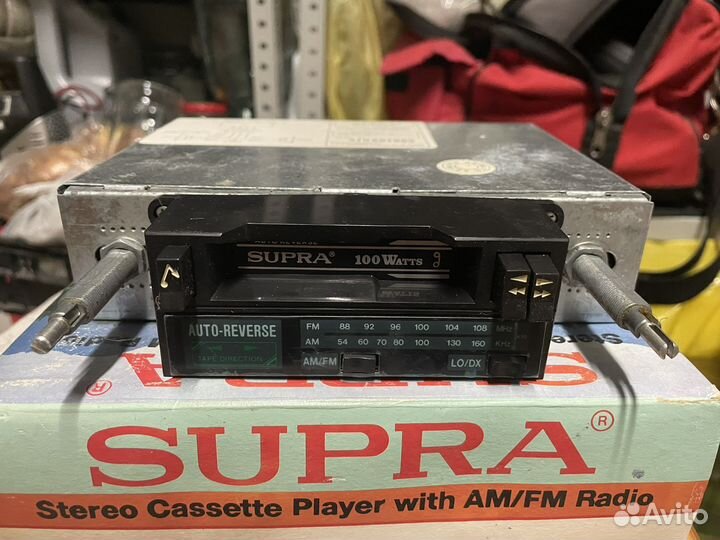 AUTO-REVERSE
SUPRA® 100 WATTS
AUTO-REVERSE
TAPE DIRECTION
FM 88 92 96 100 104 108 MHz
AM 54 60 70 80 100 130 160 KHz
AM/FM
LO/DX
SUPRA®
Stereo Cassette Player with AM/FM Radio
Avito